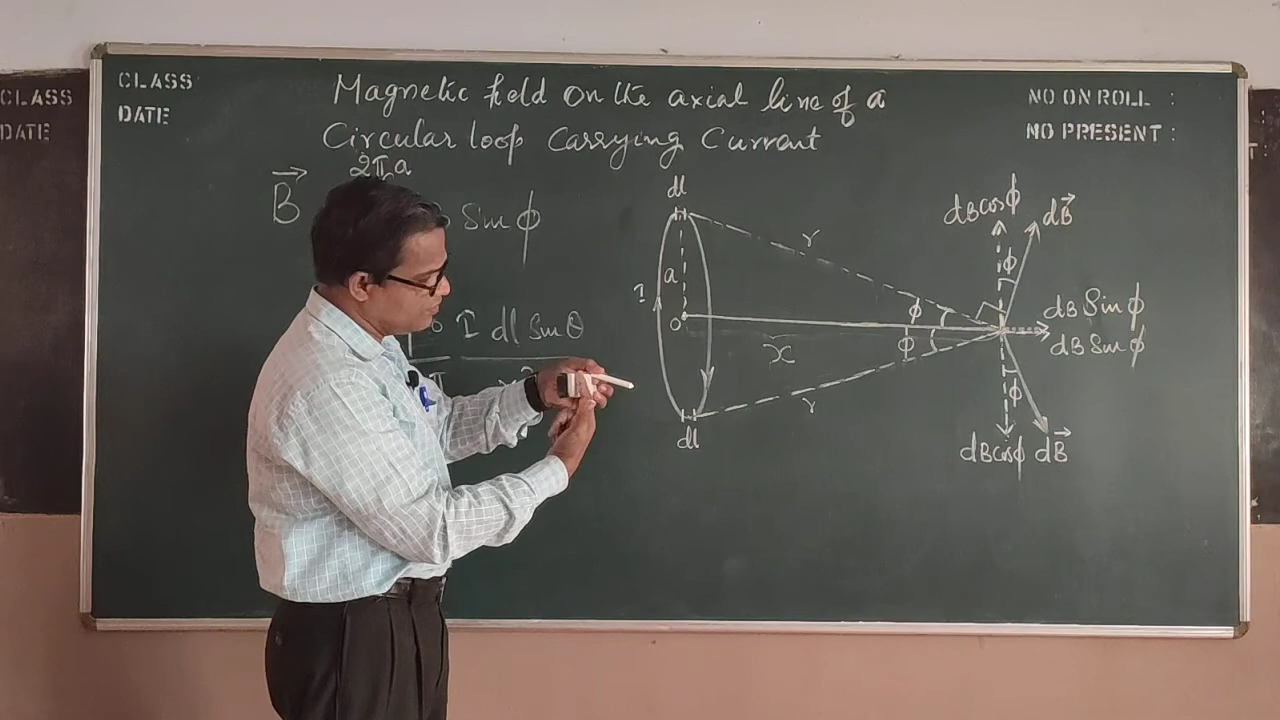 CLASS
DATE
CLASS
DATE
Magnetic field on the axial line of a
Circular loop Carrying Current
NO ON ROLL :
NO PRESENT :
2πa
B⃗
Sin ϕ
I dl Sin θ
dl
r
a
I
O
x
ϕ
ϕ
r
dl
dB cos ϕ
dB⃗
ϕ
dB Sin ϕ
dB Sin ϕ
ϕ
dB cos ϕ
dB⃗